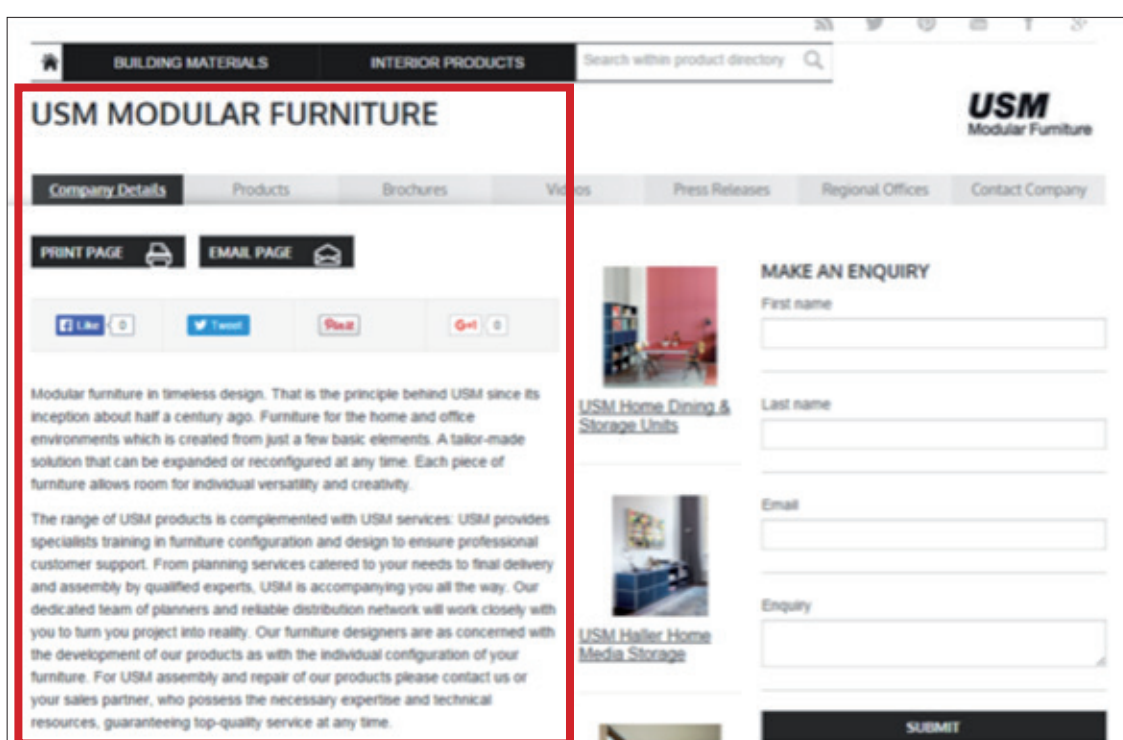 BUILDING MATERIALS INTERIOR PRODUCTS Search within product directory
USM MODULAR FURNITURE
USM
Modular Furniture
Company Details Products Brochures Videos Press Releases Regional Offices Contact Company
PRINT PAGE EMAIL PAGE
Like 0 Tweet Pin it G+1 0
Modular furniture in timeless design. That is the principle behind USM since its
inception about half a century ago. Furniture for the home and office
environments which is created from just a few basic elements. A tailor-made
solution that can be expanded or reconfigured at any time. Each piece of
furniture allows room for individual versatility and creativity.
The range of USM products is complemented with USM services: USM provides
specialists training in furniture configuration and design to ensure professional
customer support. From planning services catered to your needs to final delivery
and assembly by qualified experts, USM is accompanying you all the way. Our
dedicated team of planners and reliable distribution network will work closely with
you to turn you project into reality. Our furniture designers are as concerned with
the development of our products as with the individual configuration of your
furniture. For USM assembly and repair of our products please contact us or
your sales partner, who possess the necessary expertise and technical
resources, guaranteeing top-quality service at any time.
USM Home Dining &
Storage Units
USM Haller Home
Media Storage
MAKE AN ENQUIRY
First name
Last name
Email
Enquiry
SUBMIT